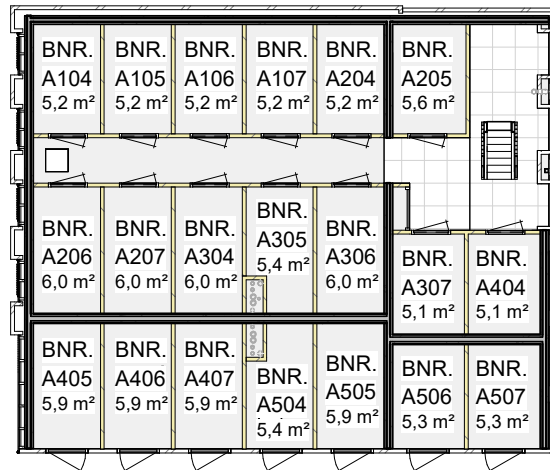 BNR.
A104
5,2 m²
BNR.
A105
5,2 m²
BNR.
A106
5,2 m²
BNR.
A107
5,2 m²
BNR.
A204
5,2 m²
BNR.
A205
5,6 m²
BNR.
A206
6,0 m²
BNR.
A207
6,0 m²
BNR.
A304
6,0 m²
BNR.
A305
5,4 m²
BNR.
A306
6,0 m²
BNR.
A307
5,1 m²
BNR.
A404
5,1 m²
BNR.
A405
5,9 m²
BNR.
A406
5,9 m²
BNR.
A407
5,9 m²
BNR.
A504
5,4 m²
BNR.
A505
5,9 m²
BNR.
A506
5,3 m²
BNR.
A507
5,3 m²